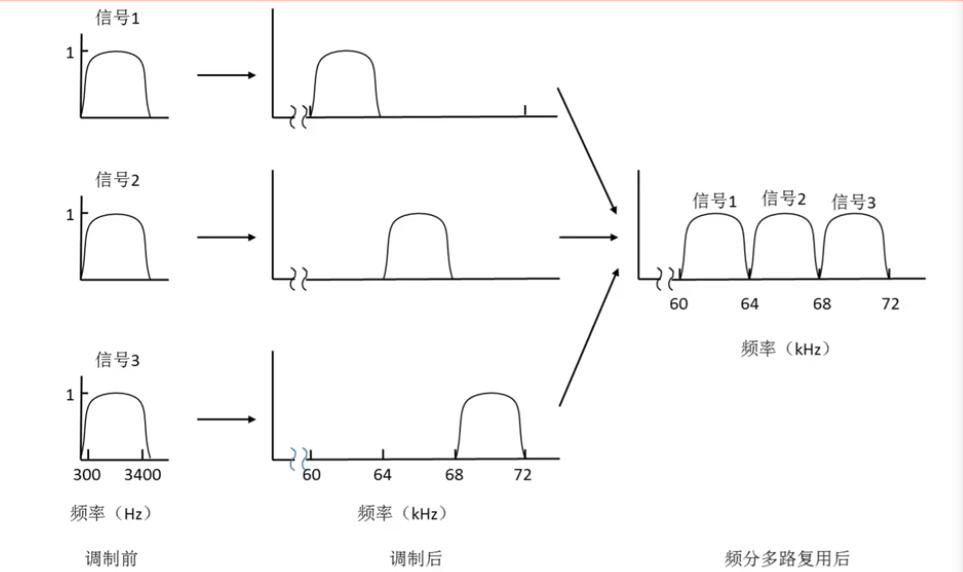 信号1
1
信号2
1
信号1 信号2 信号3
60 64 68 72
频率（kHz）
信号3
1
300 3400
60 64 68 72
频率（Hz）
频率（kHz）
调制前
调制后
频分多路复用后